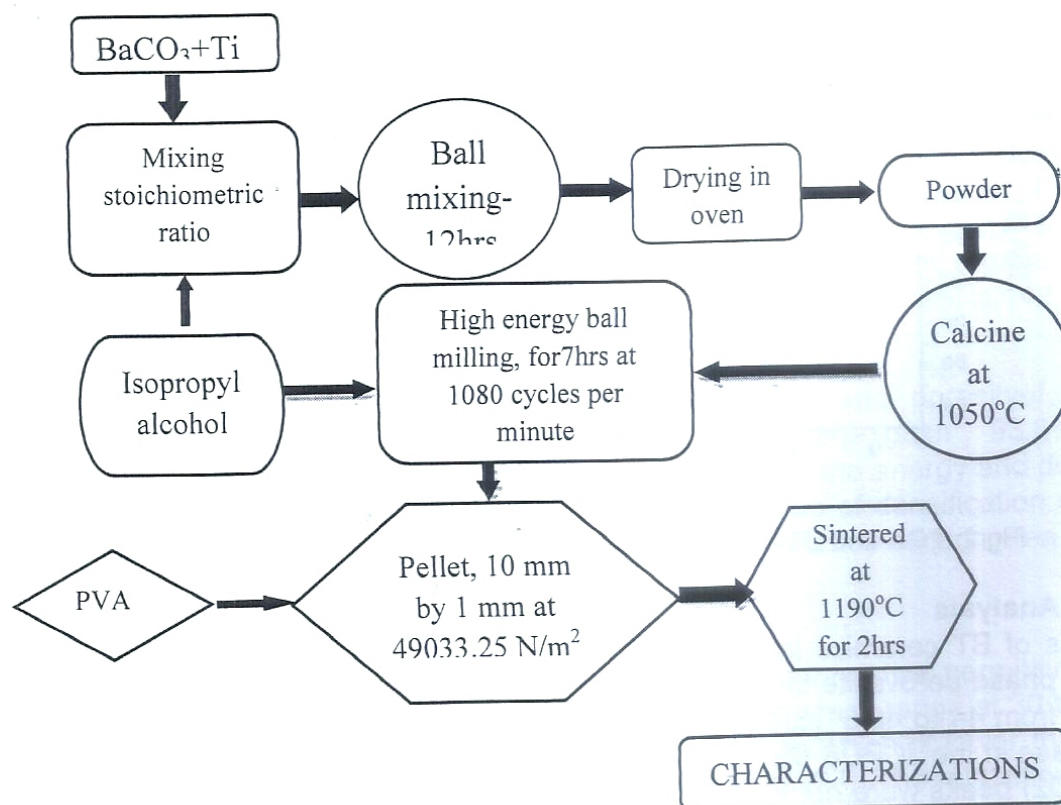 BaCO₃+Ti
Mixing
stoichiometric
ratio
Ball
mixing-
12hrs
Drying in
oven
Powder
Calcine
at
1050°C
High energy ball
milling, for7hrs at
1080 cycles per
minute
Isopropyl
alcohol
PVA
Pellet, 10 mm
by 1 mm at
49033.25 N/m²
Sintered
at
1190°C
for 2hrs
CHARACTERIZATIONS
Analysis